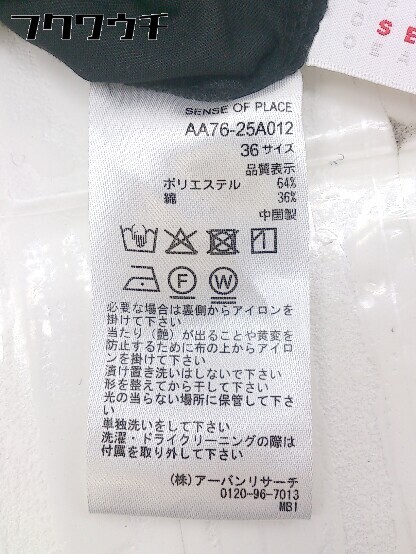 フクワウチ
SE
SENSE OF PLACE
AA76-25A012
36サイズ
品質表示
ポリエステル 64%
綿 36%
中国製
F W
必要な場合は裏側からアイロンを
掛けて下さい
当たり(艶)が出ることや黄変を
防止するために布の上からアイロ
ンを掛けて下さい
漬け置き洗いはしないで下さい
形を整えてから干して下さい
光の当らない場所に保管して下さ
い
単独洗いをして下さい
洗濯・ドライクリーニングの際は
付属を取り外して下さい
(株)アーバンリサーチ
0120-96-7013
MBI